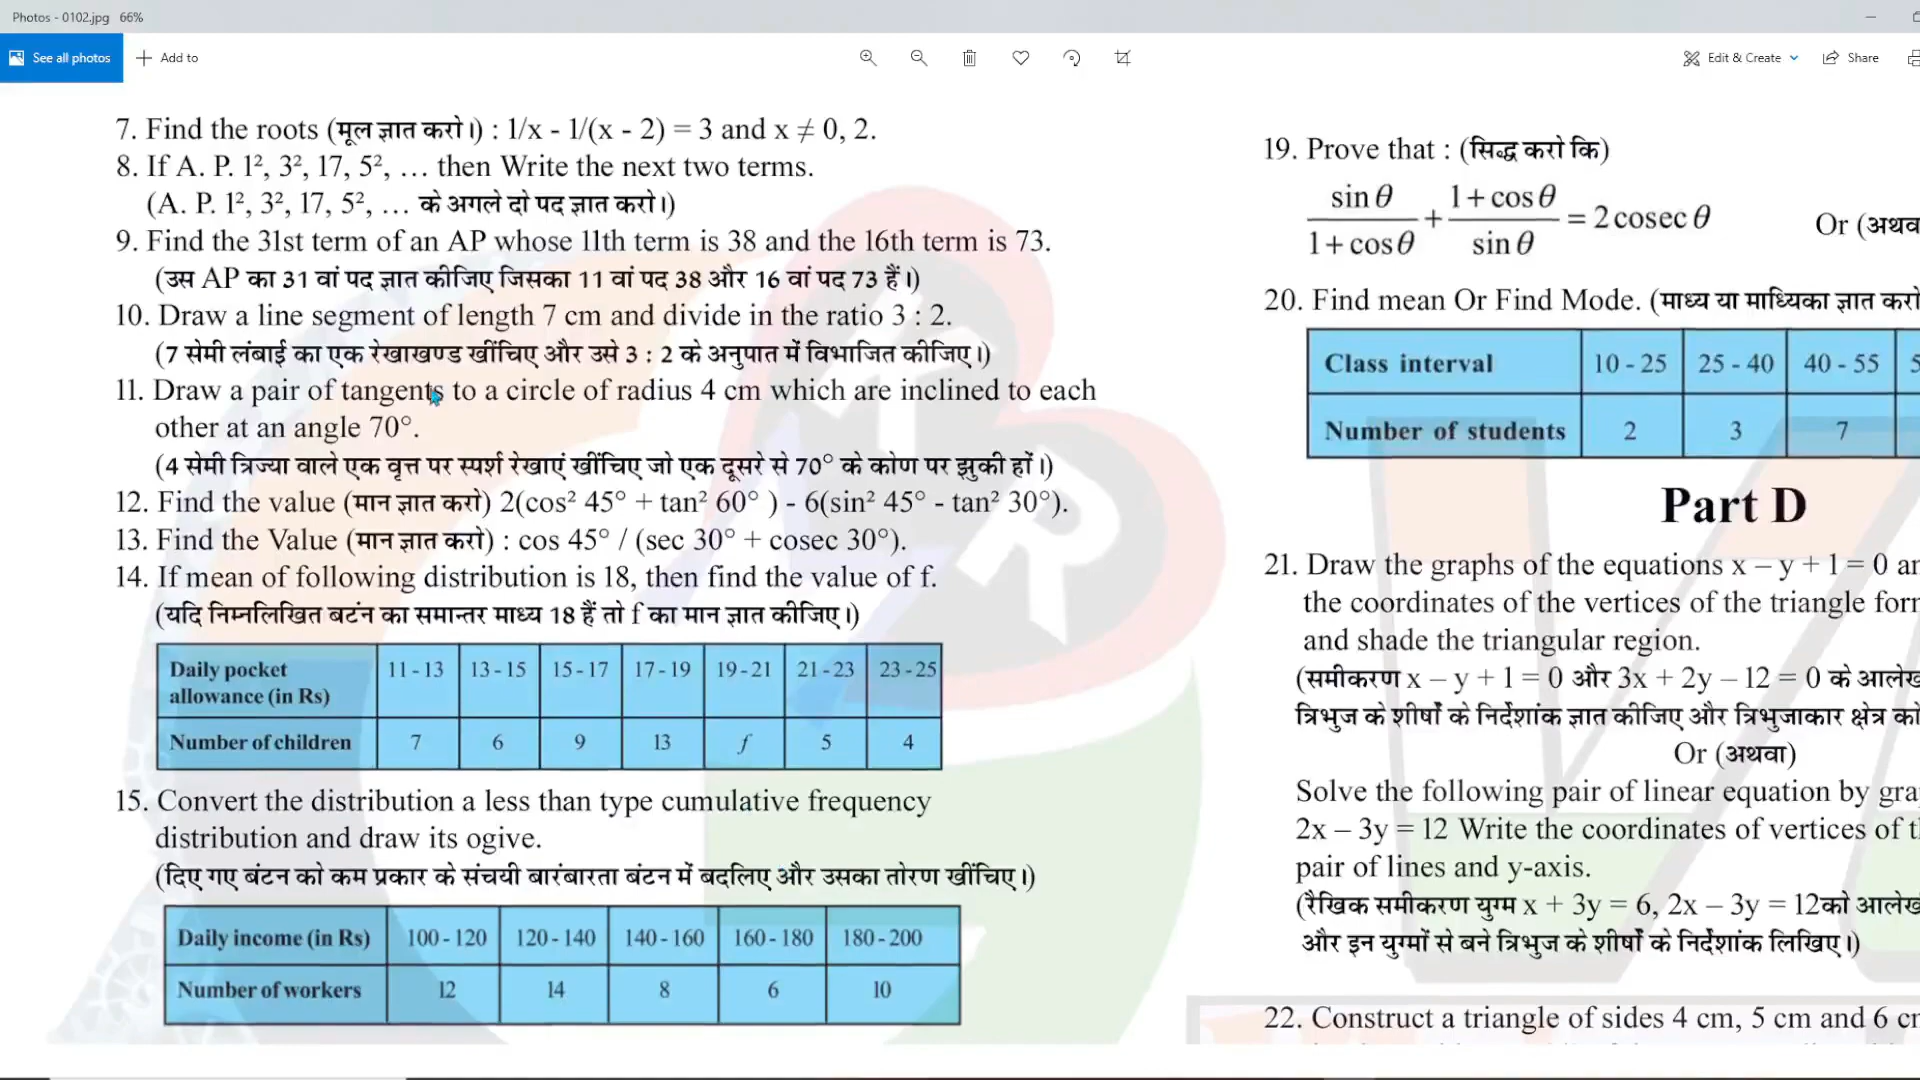 Photos - 0102.jpg 66%
See all photos
Add to
Edit & Create
Share
7. Find the roots (मूल ज्ञात करो।) : 1/x - 1/(x - 2) = 3 and x ≠ 0, 2.
8. If A. P. 1², 3², 17, 5², … then Write the next two terms.
(A. P. 1², 3², 17, 5², … के अगले दो पद ज्ञात करो।)
9. Find the 31st term of an AP whose 11th term is 38 and the 16th term is 73.
(उस AP का 31 वां पद ज्ञात कीजिए जिसका 11 वां पद 38 और 16 वां पद 73 हैं।)
10. Draw a line segment of length 7 cm and divide in the ratio 3 : 2.
(7 सेमी लंबाई का एक रेखाखण्ड खींचिए और उसे 3 : 2 के अनुपात में विभाजित कीजिए।)
11. Draw a pair of tangents to a circle of radius 4 cm which are inclined to each
other at an angle 70°.
(4 सेमी त्रिज्या वाले एक वृत्त पर स्पर्श रेखाएं खींचिए जो एक दूसरे से 70° के कोण पर झुकी हों।)
12. Find the value (मान ज्ञात करो) 2(cos² 45° + tan² 60° ) - 6(sin² 45° - tan² 30°).
13. Find the Value (मान ज्ञात करो) : cos 45° / (sec 30° + cosec 30°).
14. If mean of following distribution is 18, then find the value of f.
(यदि निम्नलिखित बटंन का समान्तर माध्य 18 हैं तो f का मान ज्ञात कीजिए।)
Daily pocket allowance (in Rs) 11 - 13 13 - 15 15 - 17 17 - 19 19 - 21 21 - 23 23 - 25
Number of children 7 6 9 13 f 5 4
15. Convert the distribution a less than type cumulative frequency
distribution and draw its ogive.
(दिए गए बंटन को कम प्रकार के संचयी बारंबारता बंटन में बदलिए और उसका तोरण खींचिए।)
Daily income (in Rs) 100 - 120 120 - 140 140 - 160 160 - 180 180 - 200
Number of workers 12 14 8 6 10
19. Prove that : (सिद्ध करो कि)
sin θ / 1 + cos θ + 1 + cos θ / sin θ = 2 cosec θ
Or (अथव
20. Find mean Or Find Mode. (माध्य या माध्यिका ज्ञात करो
Class interval 10 - 25 25 - 40 40 - 55 5
Number of students 2 3 7
Part D
21. Draw the graphs of the equations x – y + 1 = 0 an
the coordinates of the vertices of the triangle forr
and shade the triangular region.
(समीकरण x – y + 1 = 0 और 3x + 2y – 12 = 0 के आलेख
त्रिभुज के शीर्षों के निर्देशांक ज्ञात कीजिए और त्रिभुजाकार क्षेत्र को
Or (अथवा)
Solve the following pair of linear equation by gra
2x – 3y = 12 Write the coordinates of vertices of t
pair of lines and y-axis.
(रैखिक समीकरण युग्म x + 3y = 6, 2x – 3y = 12को आलेख
और इन युग्मों से बने त्रिभुज के शीर्षों के निर्देशांक लिखिए।)
22. Construct a triangle of sides 4 cm, 5 cm and 6 cr